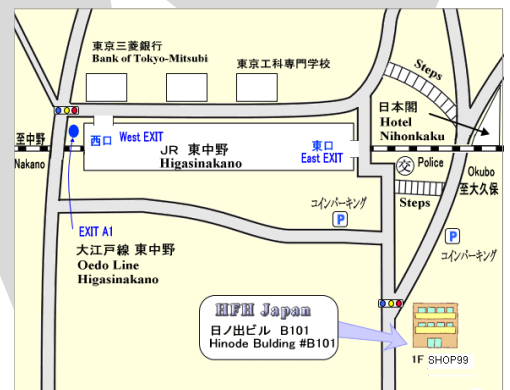 東京三菱銀行
Bank of Tokyo-Mitsubi
東京工科専門学校
Steps
日本閣
Hotel
Nihonkaku
至中野
Nakano
西口 West EXIT
JR 東中野
Higasinakano
東口
East EXIT
交 Police
Okubo
至大久保
Steps
コインパーキング
P
EXIT A1
大江戸線 東中野
Oedo Line
Higasinakano
P
コインパーキング
HFH Japan
日ノ出ビル B101
Hinode Bulding #B101
1F SHOP99